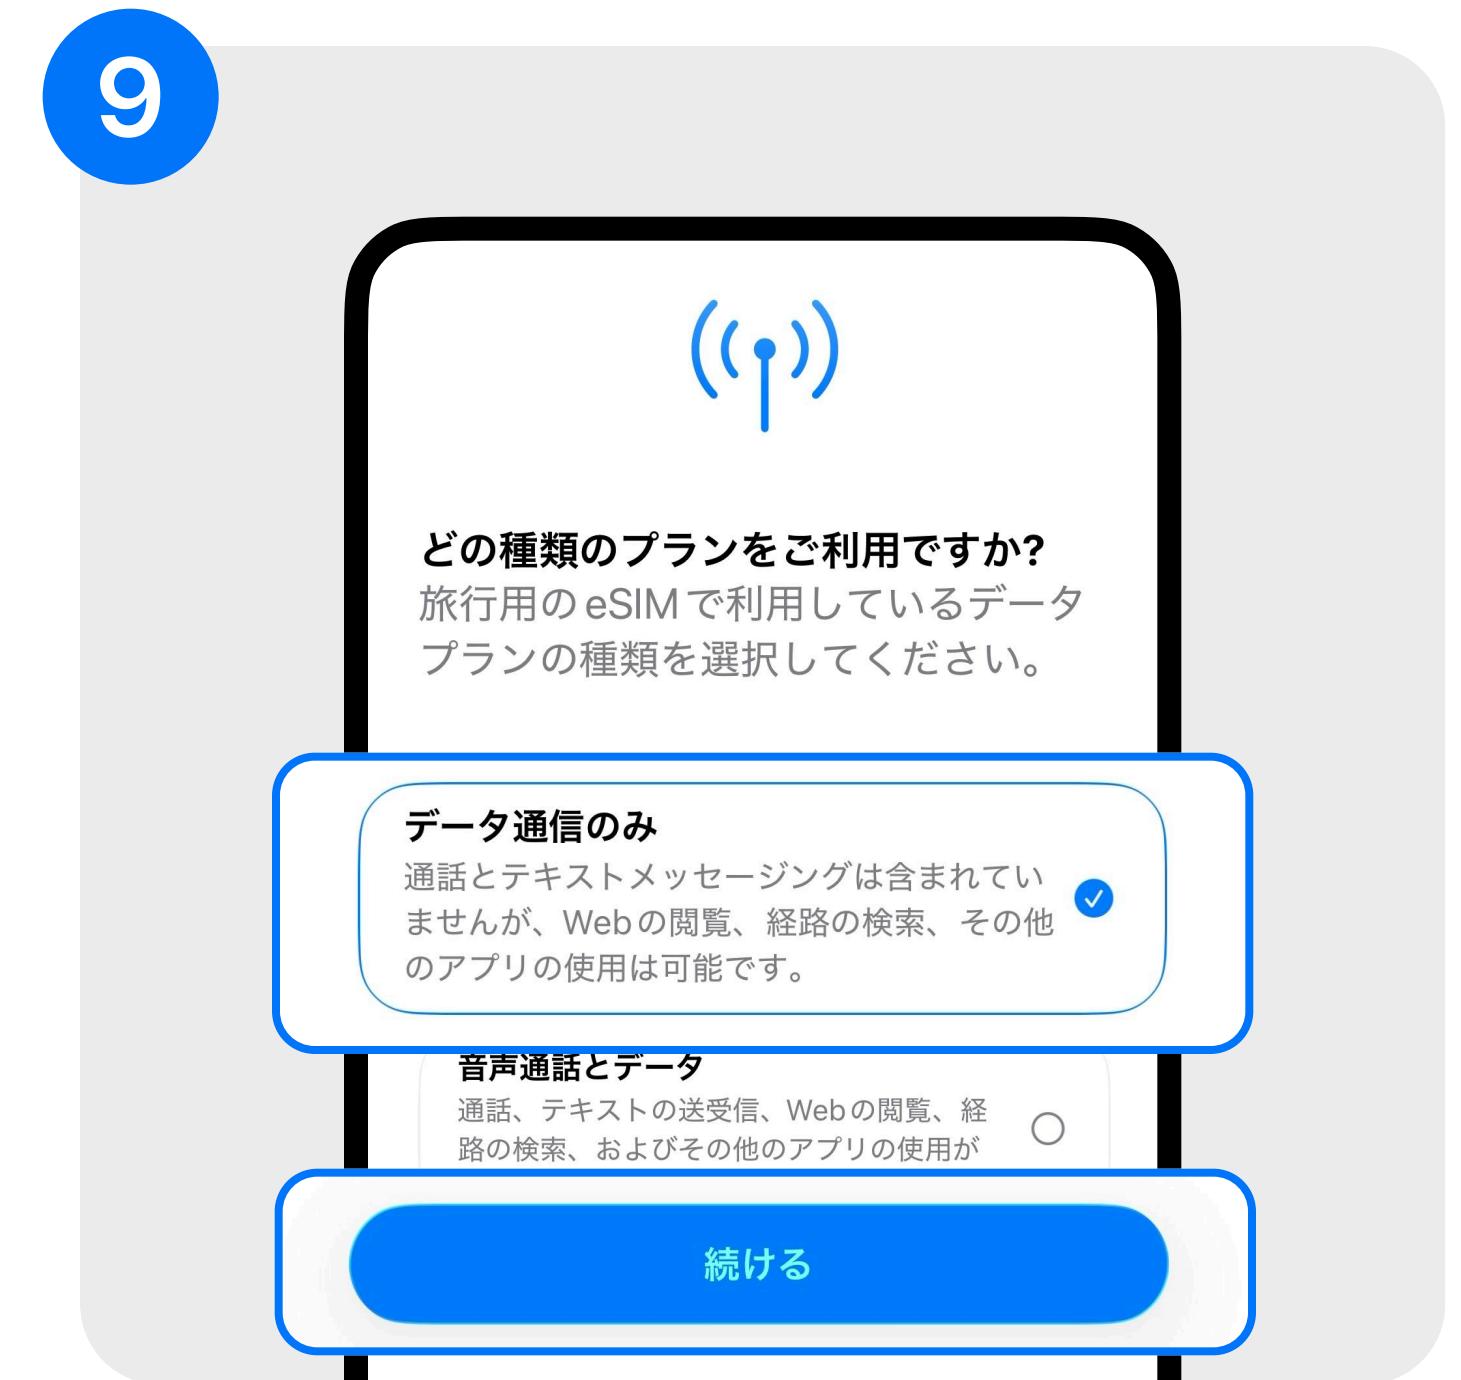 9
どの種類のプランをご利用ですか?
旅行用のeSIMで利用しているデータ
プランの種類を選択してください。
データ通信のみ
通話とテキストメッセージングは含まれてい
ませんが、Webの閲覧、経路の検索、その他
のアプリの使用は可能です。
音声通話とデータ
通話、テキストの送受信、Webの閲覧、経
路の検索、およびその他のアプリの使用が
続ける